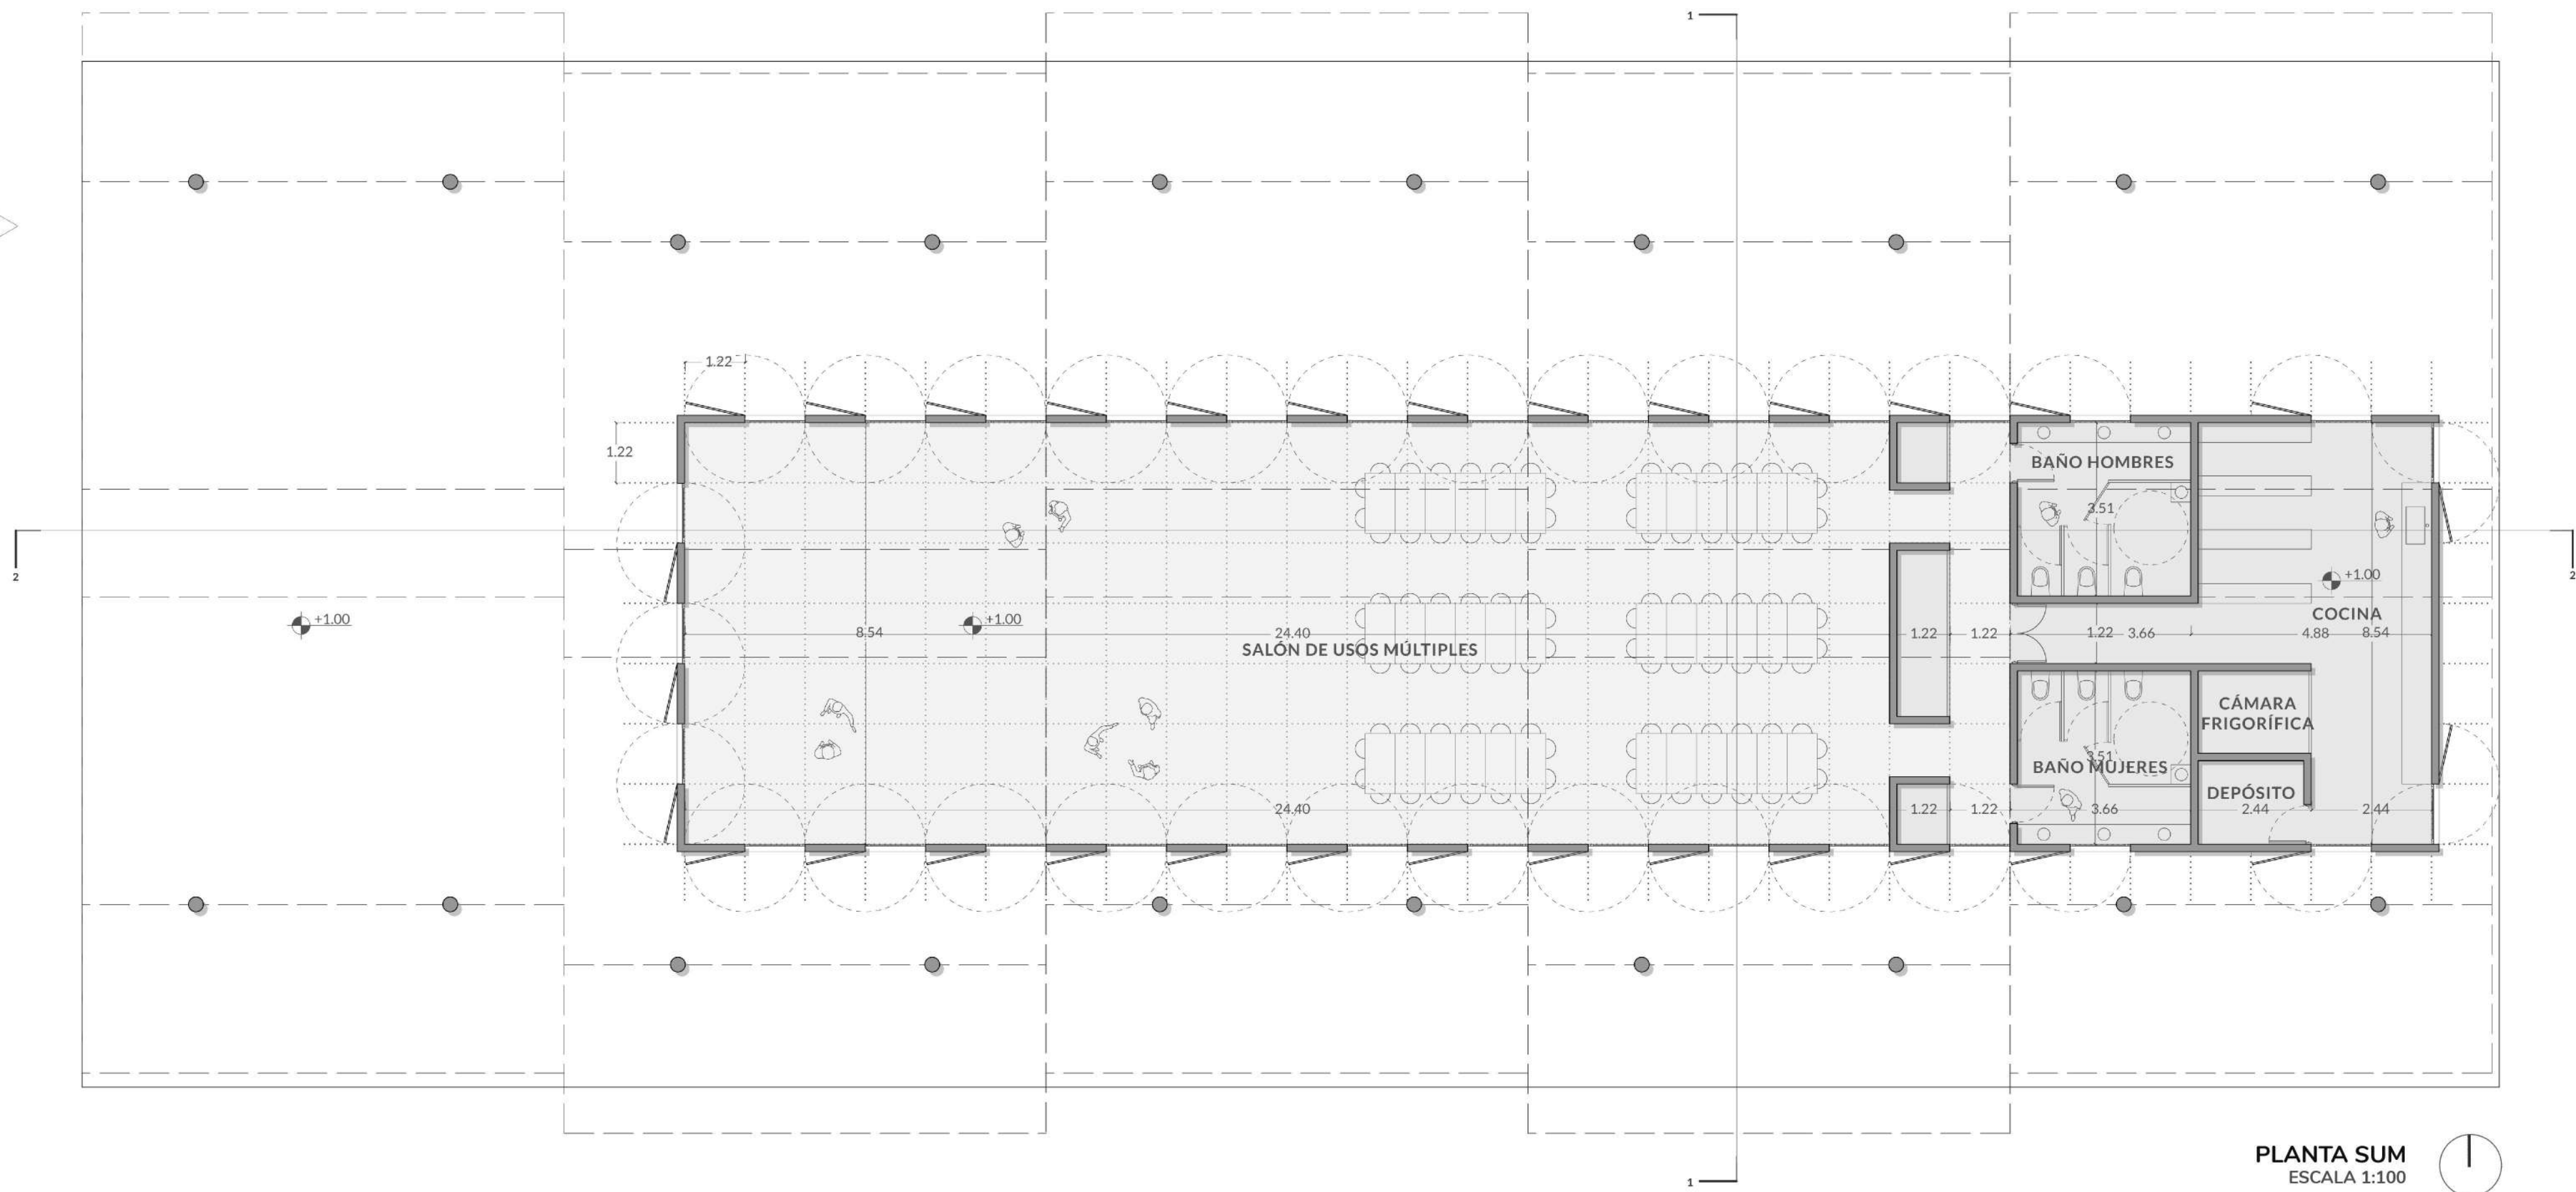 1
1.22
1.22
BAÑO HOMBRES
3.51
2
2
+1.00
COCINA
+1.00
+1.00
8.54
24.40
1.22
1.22
1.22
3.66
4.88
8.54
SALÓN DE USOS MÚLTIPLES
CÁMARA
FRIGORÍFICA
3.51
BAÑO MUJERES
DEPÓSITO
24.40
1.22
1.22
3.66
2.44
2.44
PLANTA SUM
ESCALA 1:100
1